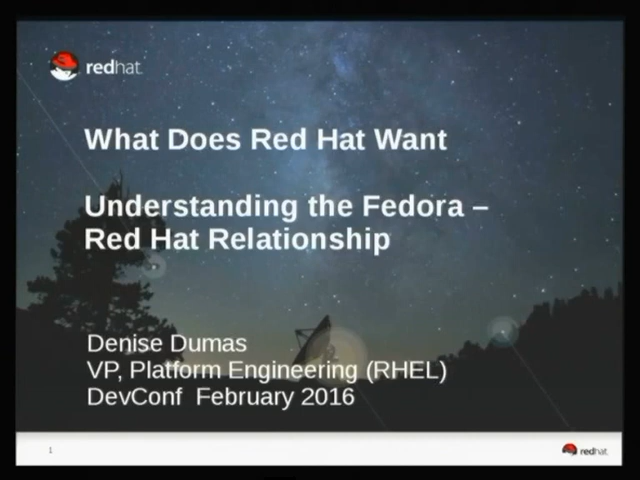 redhat.
What Does Red Hat Want
Understanding the Fedora –
Red Hat Relationship
Denise Dumas
VP, Platform Engineering (RHEL)
DevConf February 2016
1
redhat.